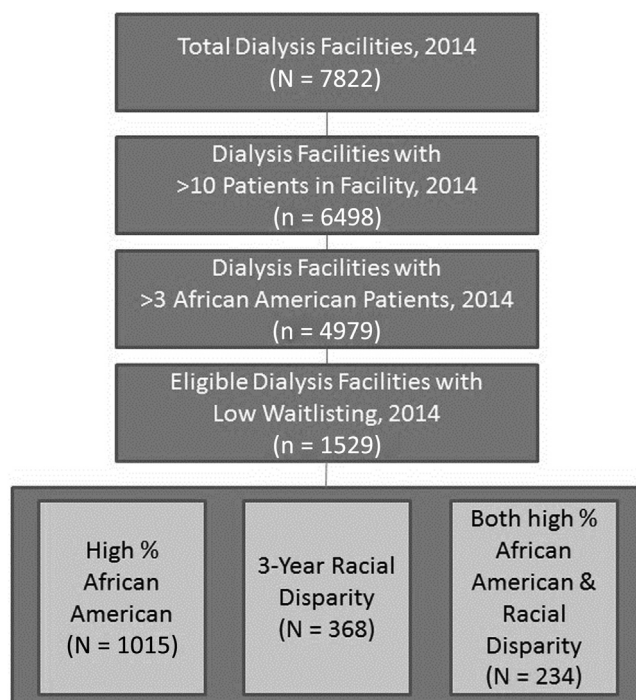 Total Dialysis Facilities, 2014
(N = 7822)
Dialysis Facilities with
>10 Patients in Facility, 2014
(n = 6498)
Dialysis Facilities with
>3 African American Patients, 2014
(n = 4979)
Eligible Dialysis Facilities with
Low Waitlisting, 2014
(n = 1529)
High %
African
American
(N = 1015)
3-Year Racial
Disparity
(N = 368)
Both high %
African
American &
Racial
Disparity
(N = 234)